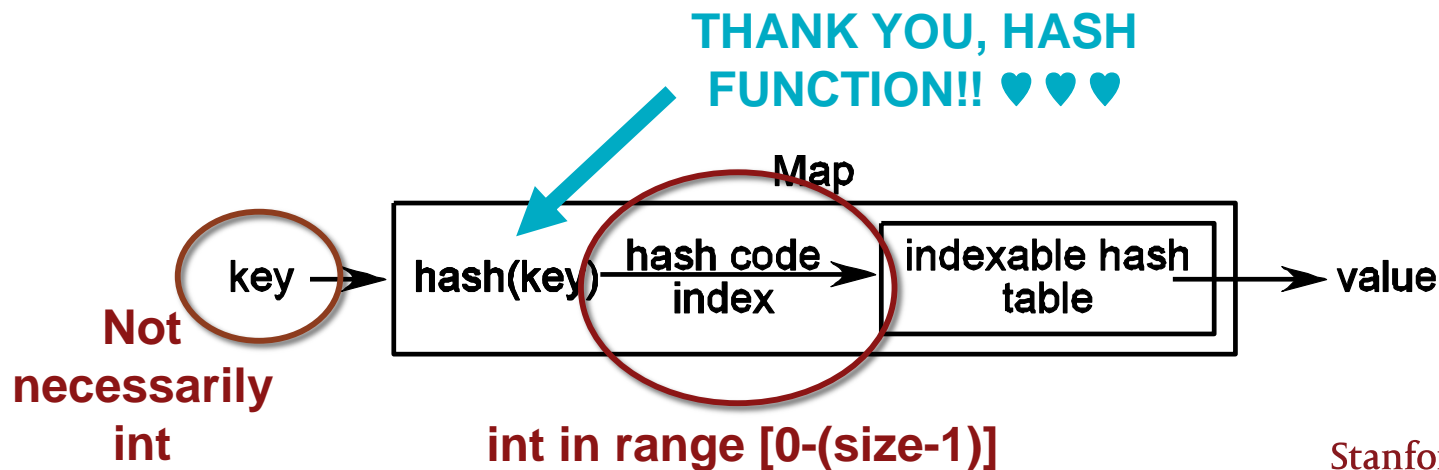 THANK YOU, HASH
FUNCTION!! ♥ ♥ ♥
Map
key
hash(key)
hash code
index
indexable hash
table
value
Not
necessarily
int
int in range [0-(size-1)]
Stanfo